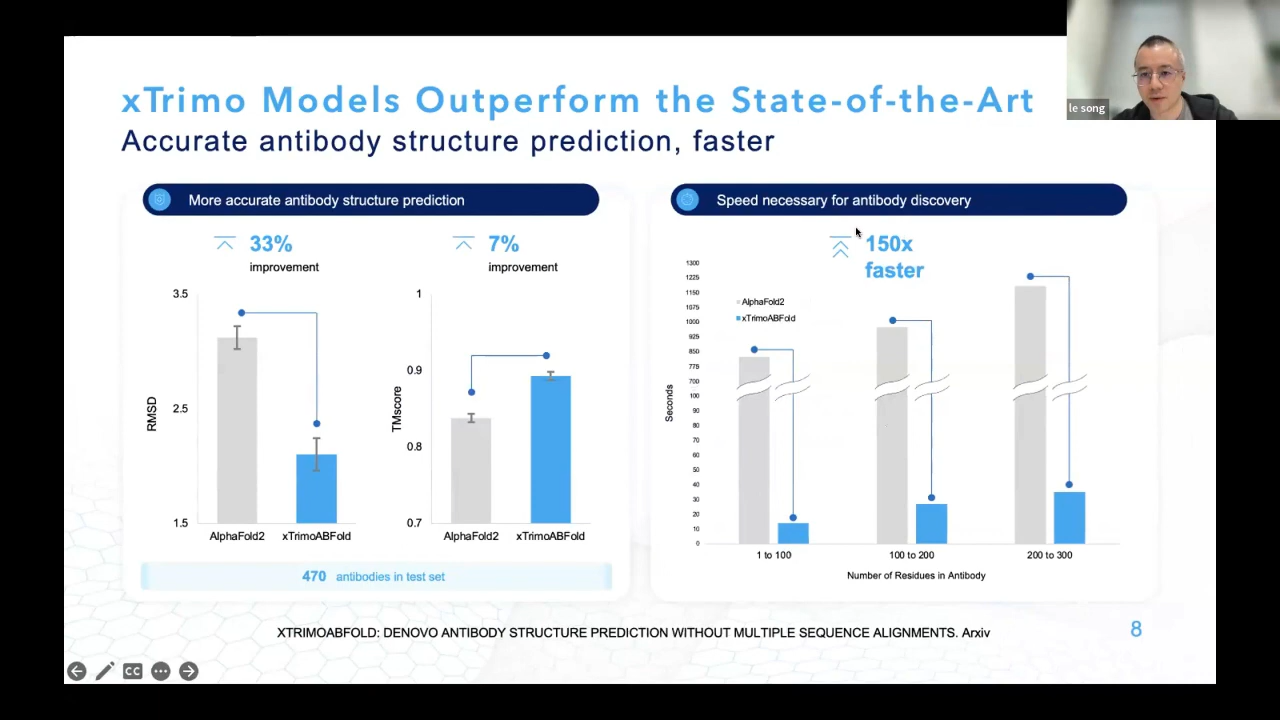 le song
xTrimo Models Outperform the State-of-the-Art
Accurate antibody structure prediction, faster
More accurate antibody structure prediction
33%
improvement
7%
improvement
3.5
2.5
1.5
RMSD
AlphaFold2
xTrimoABFold
1
0.9
0.8
0.7
TMscore
AlphaFold2
xTrimoABFold
470 antibodies in test set
Speed necessary for antibody discovery
150x
faster
AlphaFold2
xTrimoABFold
1300
1225
1150
1075
1000
925
850
775
700
100
90
80
70
60
50
40
30
20
10
0
Seconds
1 to 100
100 to 200
200 to 300
Number of Residues in Antibody
XTRIMOABFOLD: DENOVO ANTIBODY STRUCTURE PREDICTION WITHOUT MULTIPLE SEQUENCE ALIGNMENTS. Arxiv
8
CC